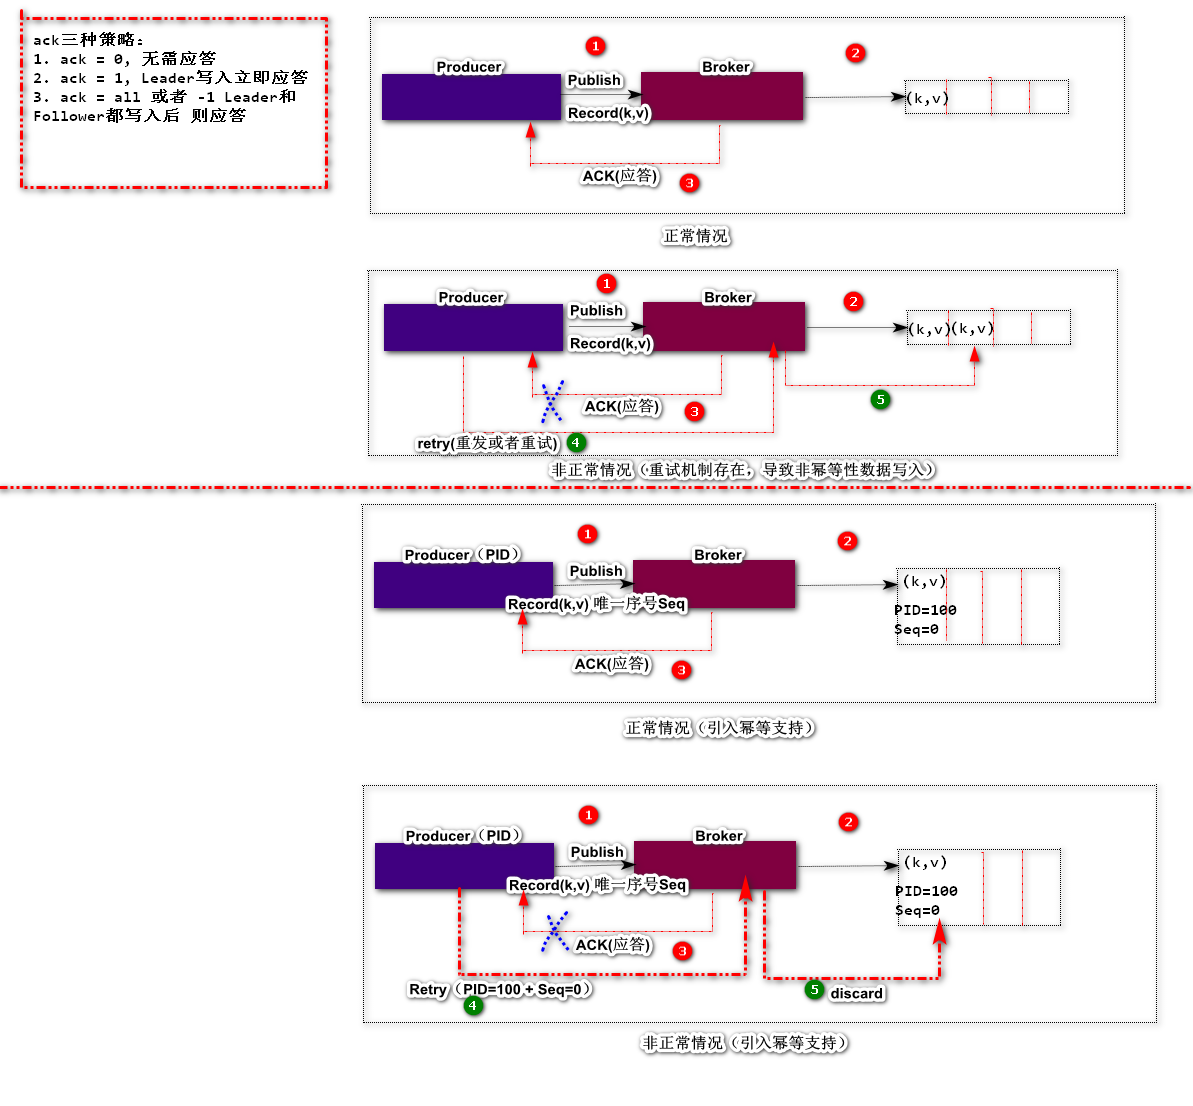 ack三种策略:
1. ack = 0, 无需应答
2. ack = 1, Leader写入立即应答
3. ack = all 或者 -1 Leader和
Follower都写入后 则应答
1
2
Producer
Publish
Broker
Record(k,v)
(k,v)
ACK(应答)
3
正常情况
1
2
Producer
Publish
Broker
Record(k,v)
(k,v)(k,v)
ACK(应答)
3
5
retry(重发或者重试)
4
非正常情况（重试机制存在，导致非幂等性数据写入）
1
2
Producer（PID）
Publish
Broker
Record(k,v) 唯一序号Seq
(k,v)
PID=100
Seq=0
ACK(应答)
3
正常情况（引入幂等支持）
1
2
Producer（PID）
Publish
Broker
Record(k,v) 唯一序号Seq
(k,v)
PID=100
Seq=0
ACK(应答)
3
Retry（PID=100 + Seq=0）
4
5
discard
非正常情况（引入幂等支持）